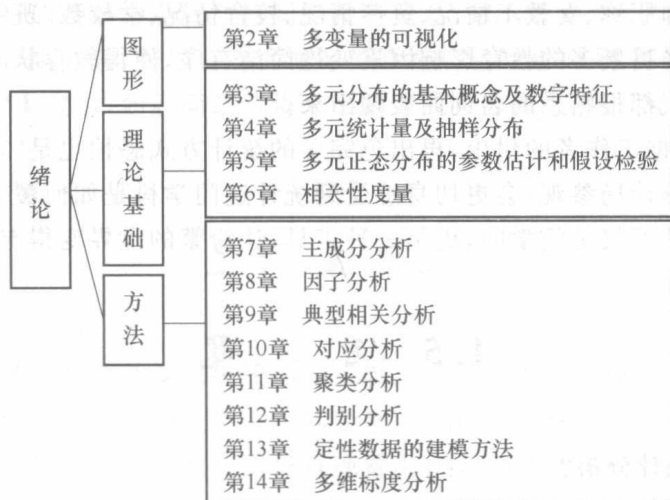 绪论
图形
理论基础
方法
第2章 多变量的可视化
第3章 多元分布的基本概念及数字特征
第4章 多元统计量及抽样分布
第5章 多元正态分布的参数估计和假设检验
第6章 相关性度量
第7章 主成分分析
第8章 因子分析
第9章 典型相关分析
第10章 对应分析
第11章 聚类分析
第12章 判别分析
第13章 定性数据的建模方法
第14章 多维标度分析